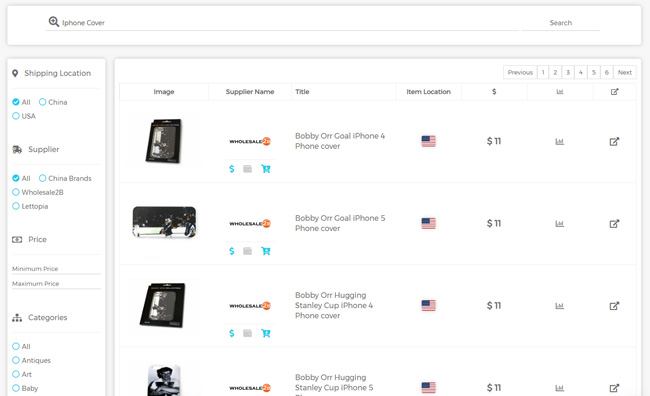 Iphone Cover
Search
Shipping Location
All
China
USA
Supplier
All
China Brands
Wholesale2B
Lettopia
Price
Minimum Price
Maximum Price
Categories
All
Antiques
Art
Baby
Previous 1 2 3 4 5 6 Next
Image Supplier Name Title Item Location $
WHOLESALE2B
Bobby Orr Goal iPhone 4
Phone cover
$ 11
$
WHOLESALE2B
Bobby Orr Goal iPhone 5
Phone cover
$ 11
$
WHOLESALE2B
Bobby Orr Hugging
Stanley Cup iPhone 4
Phone cover
$ 11
$
WHOLESALE2B
Bobby Orr Hugging
Stanley Cup iPhone 5
$ 11